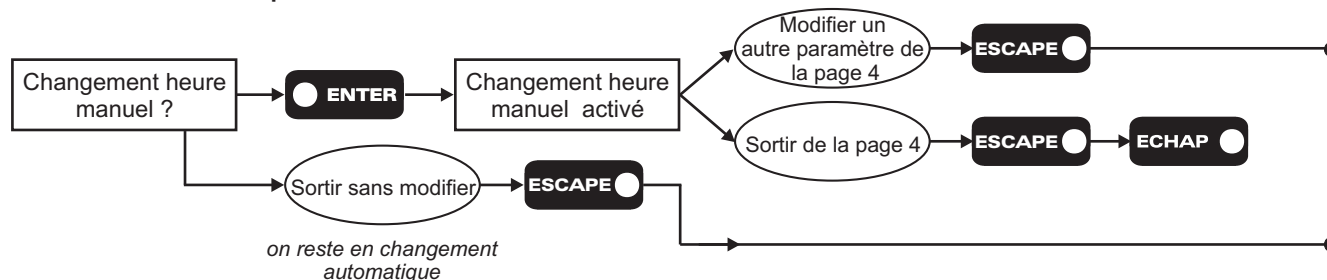 Changement heure
manuel ?
ENTER
Changement heure
manuel activé
Modifier un
autre paramètre de
la page 4
ESCAPE
Sortir de la page 4
ESCAPE
ECHAP
Sortir sans modifier
ESCAPE
on reste en changement
automatique